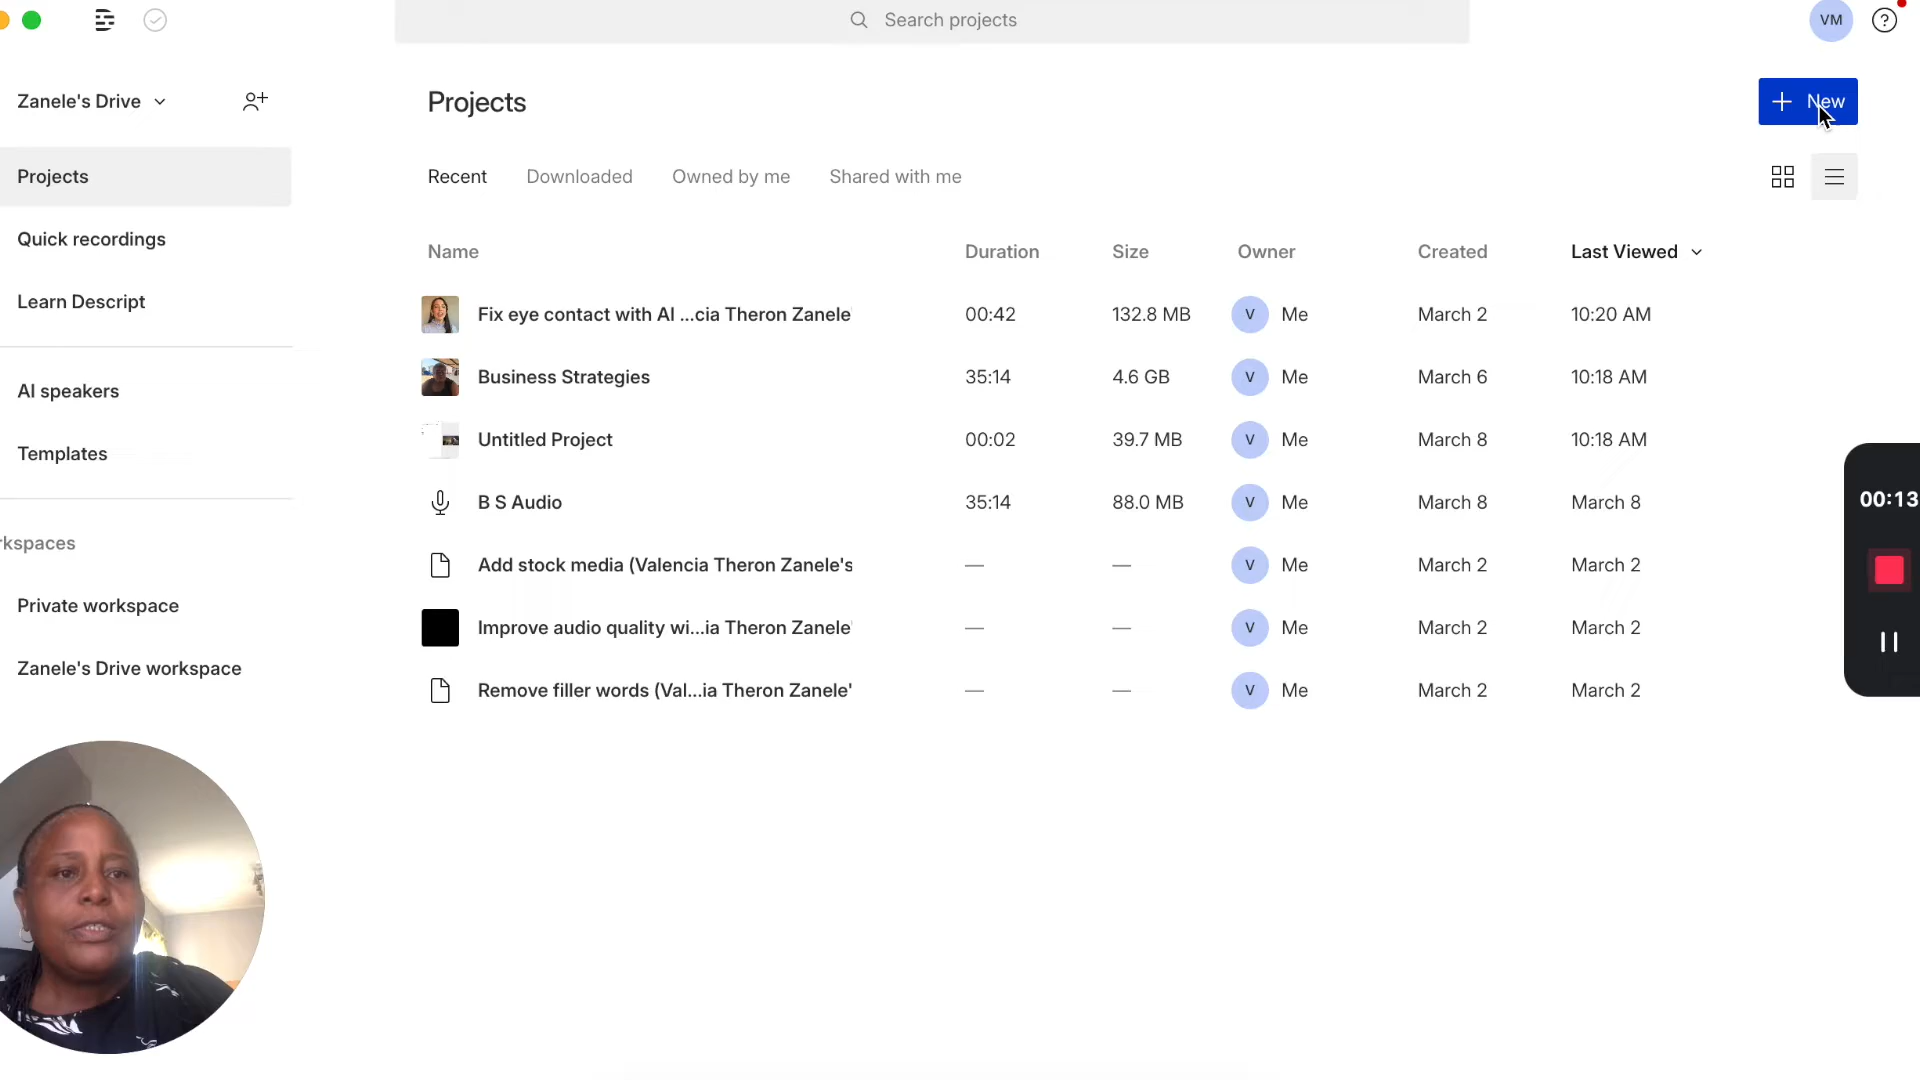 Search projects
VM
?
Zanele's Drive
Projects
New
Projects
Recent
Downloaded
Owned by me
Shared with me
Quick recordings
Learn Descript
AI speakers
Templates
rkspaces
Private workspace
Zanele's Drive workspace
Name Duration Size Owner Created Last Viewed
Fix eye contact with AI ...cia Theron Zanele 00:42 132.8 MB V Me March 2 10:20 AM
Business Strategies 35:14 4.6 GB V Me March 6 10:18 AM
Untitled Project 00:02 39.7 MB V Me March 8 10:18 AM
B S Audio 35:14 88.0 MB V Me March 8 March 8
Add stock media (Valencia Theron Zanele's — — V Me March 2 March 2
Improve audio quality wi...ia Theron Zanele' — — V Me March 2 March 2
Remove filler words (Val...ia Theron Zanele' — — V Me March 2 March 2
00:13